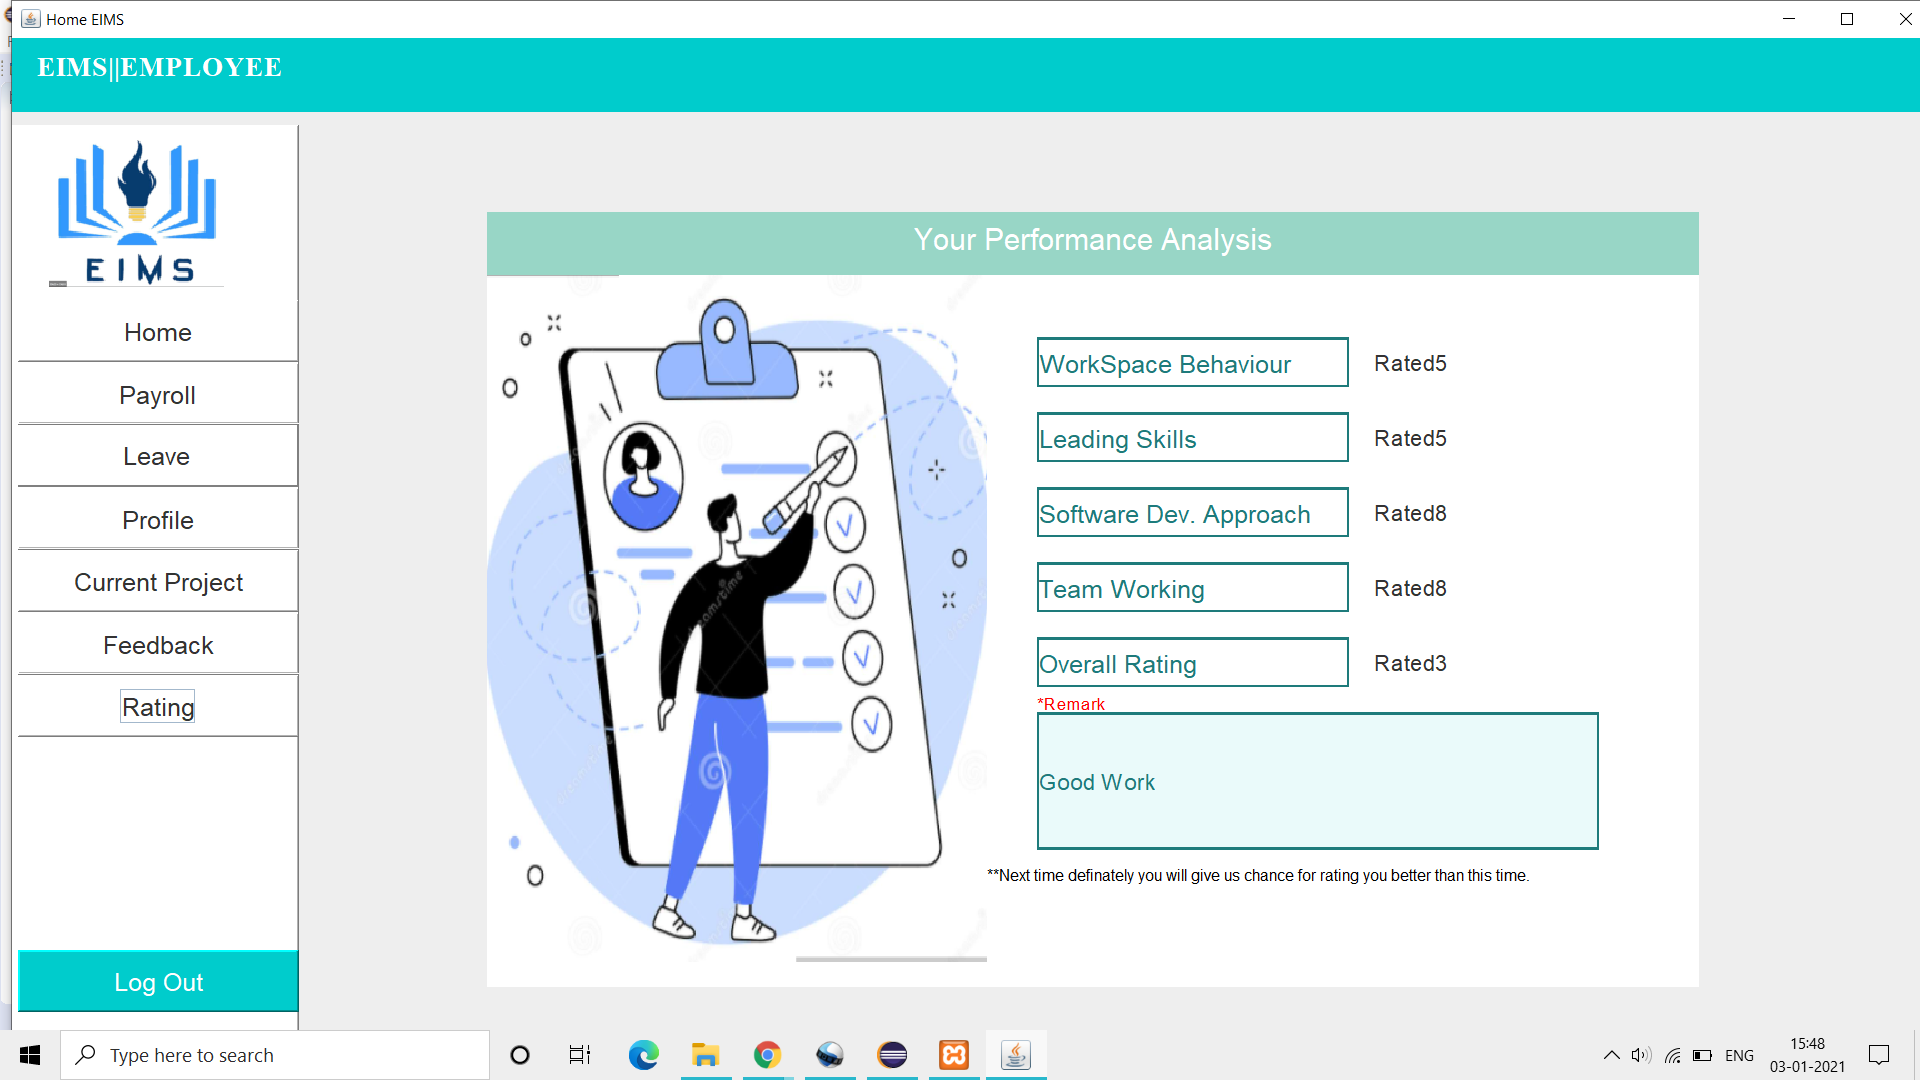 Home EIMS
EIMS||EMPLOYEE
EIMS
Home
Payroll
Leave
Profile
Current Project
Feedback
Rating
Log Out
Your Performance Analysis
WorkSpace Behaviour Rated5
Leading Skills Rated5
Software Dev. Approach Rated8
Team Working Rated8
Overall Rating Rated3
*Remark
Good Work
**Next time definately you will give us chance for rating you better than this time.
dreamstime
Type here to search
ENG
15:48
03-01-2021